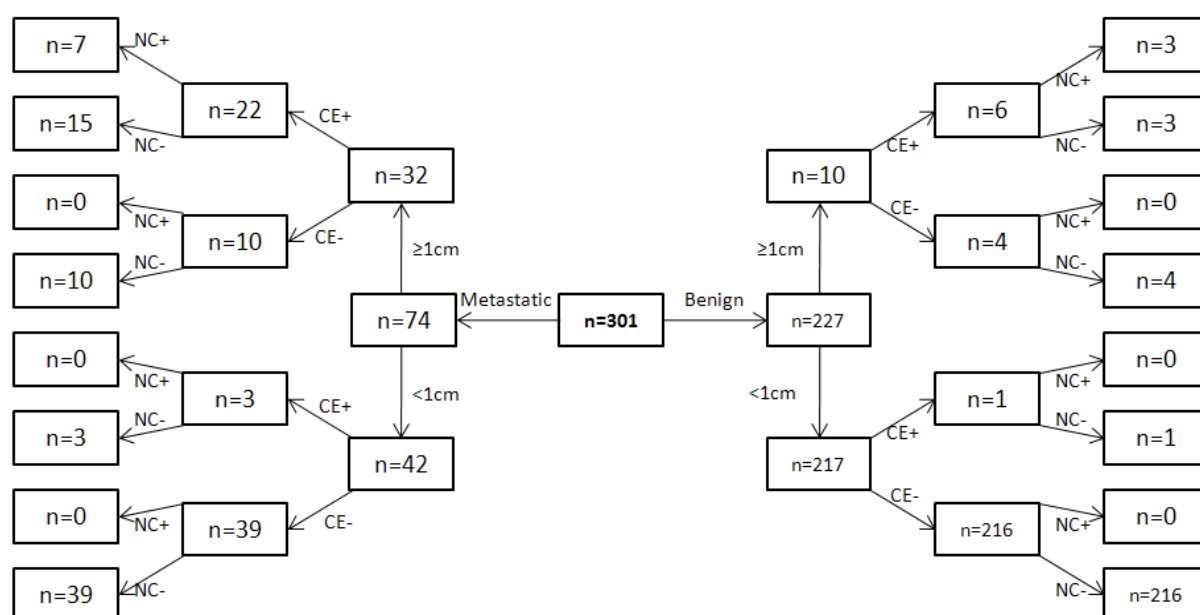 n=7
NC+
n=3
NC+
n=22
n=6
n=15
NC-
CE+
CE+
n=3
NC-
n=32
n=10
n=0
NC+
CE-
CE-
n=0
NC+
n=10
n=4
n=10
NC-
≥1cm
≥1cm
n=4
NC-
n=74
Metastatic
n=301
Benign
n=227
n=0
NC+
<1cm
<1cm
n=0
NC+
n=3
n=1
n=3
NC-
CE+
CE+
n=1
NC-
n=42
n=217
n=0
NC+
CE-
CE-
n=0
NC+
n=39
n=216
n=39
NC-
NC-
n=216